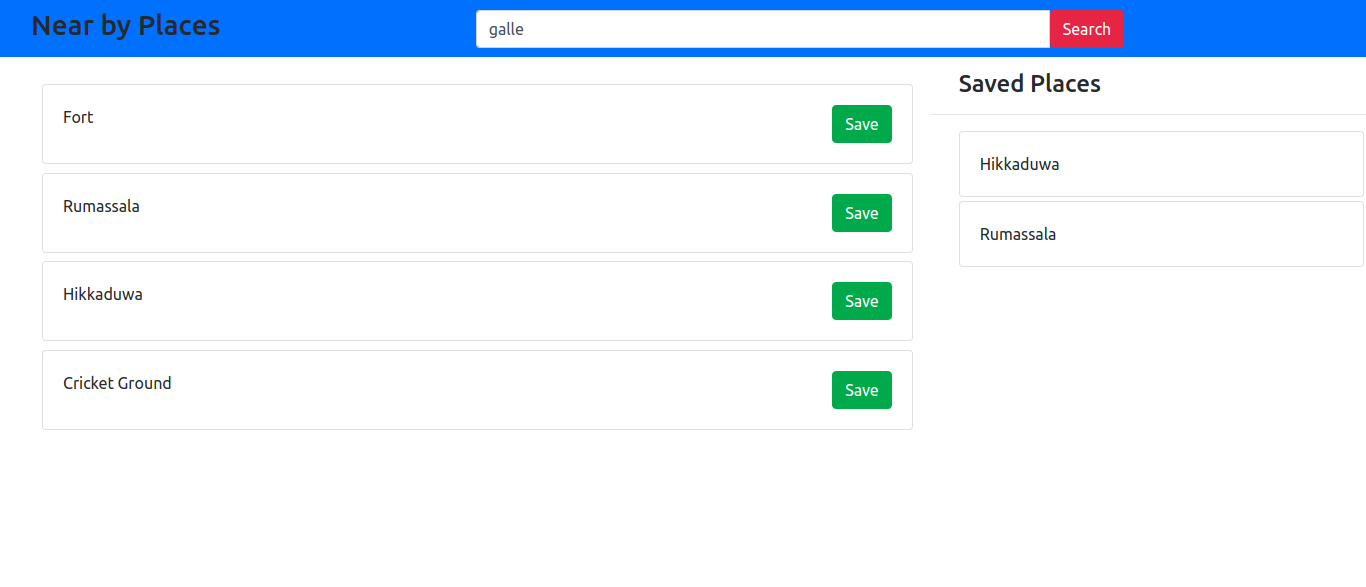 Near by Places
galle
Search
Fort
Save
Rumassala
Save
Hikkaduwa
Save
Cricket Ground
Save
Saved Places
Hikkaduwa
Rumassala